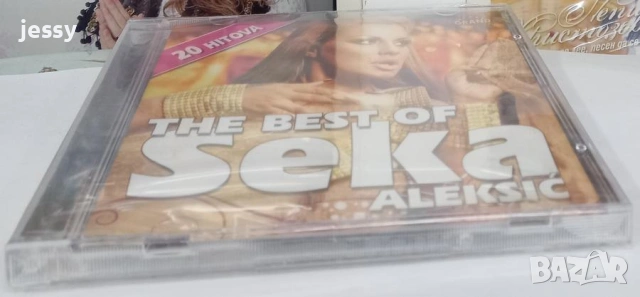 jessy
20 HITOVA
THE BEST OF
Seka
ALEKSIĆ
BAZAR